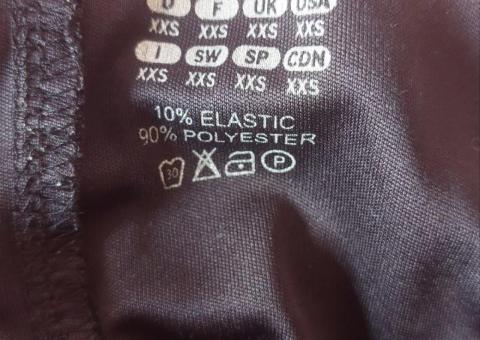 D F UK USA
XXS XXS XXS XXS
I SW SP CDN
XXS XXS XXS XXS
10% ELASTIC
90% POLYESTER
30 P